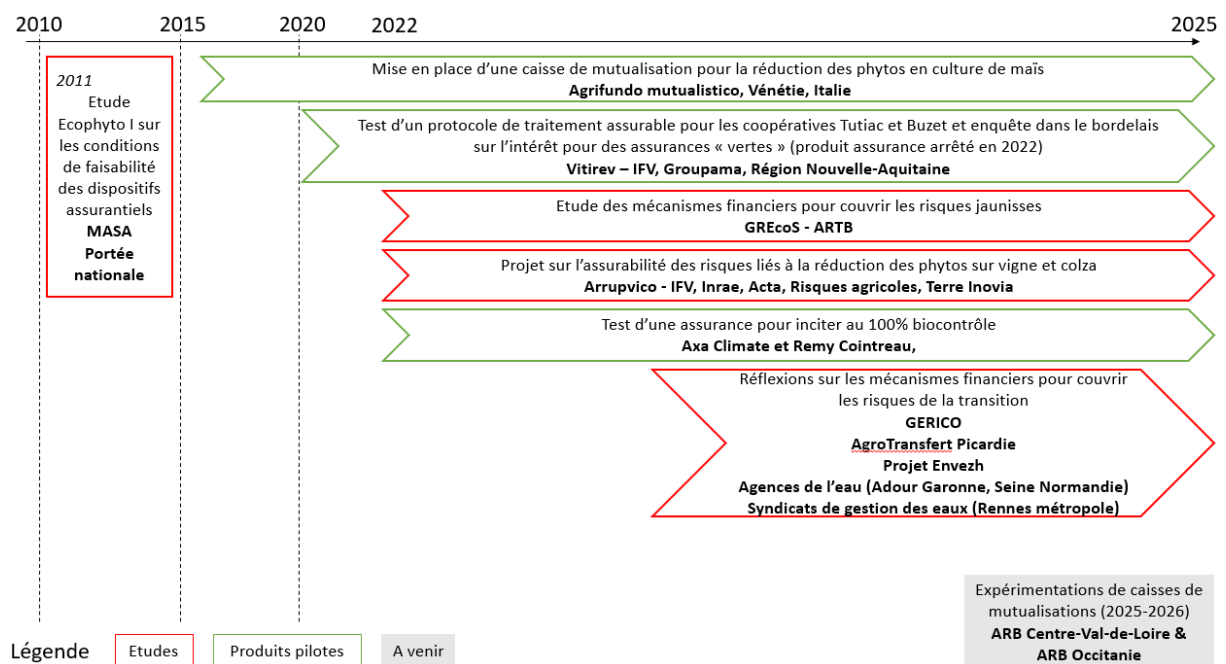 2010
2015
2020
2022
2025
2011
Etude
Ecophyto I sur
les conditions
de faisabilité
des dispositifs
assurantiels
MASA
Portée
nationale
Mise en place d’une caisse de mutualisation pour la réduction des phytos en culture de maïs
Agrifundo mutualistico, Vénétie, Italie
Test d’un protocole de traitement assurable pour les coopératives Tutiac et Buzet et enquête dans le bordelais
sur l’intérêt pour des assurances « vertes » (produit assurance arrêté en 2022)
Vitirev – IFV, Groupama, Région Nouvelle-Aquitaine
Etude des mécanismes financiers pour couvrir les risques jaunisses
GREcoS - ARTB
Projet sur l’assurabilité des risques liés à la réduction des phytos sur vigne et colza
Arrupvico - IFV, Inrae, Acta, Risques agricoles, Terre Inovia
Test d’une assurance pour inciter au 100% biocontrôle
Axa Climate et Remy Cointreau,
Réflexions sur les mécanismes financiers pour couvrir
les risques de la transition
GERICO
AgroTransfert Picardie
Projet Envezh
Agences de l’eau (Adour Garonne, Seine Normandie)
Syndicats de gestion des eaux (Rennes métropole)
Expérimentations de caisses de
mutualisations (2025-2026)
ARB Centre-Val-de-Loire &
ARB Occitanie
Légende
Etudes
Produits pilotes
A venir